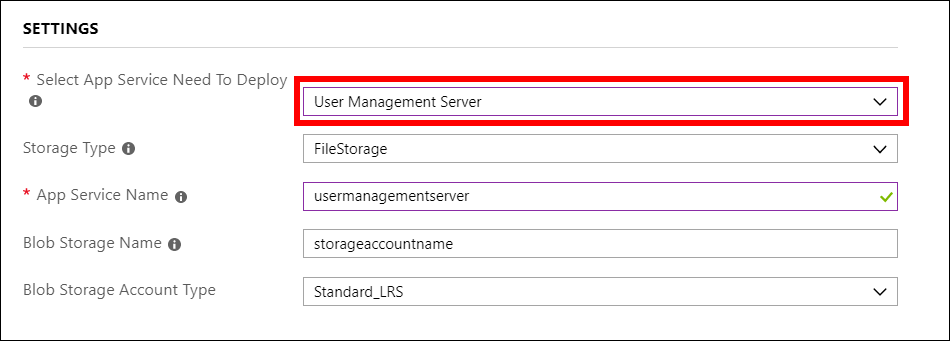 SETTINGS
* Select App Service Need To Deploy
User Management Server
Storage Type
FileStorage
* App Service Name
usermanagementserver
Blob Storage Name
storageaccountname
Blob Storage Account Type
Standard_LRS